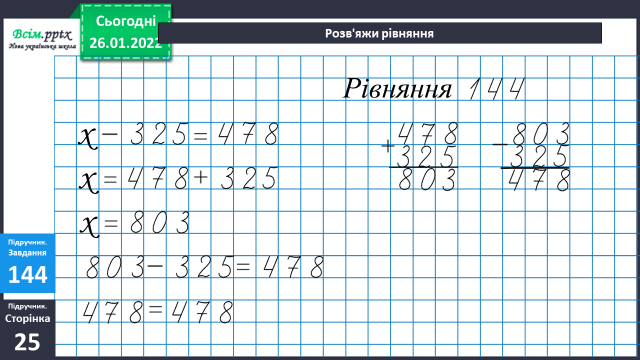 Всім.pptx
Нова українська школа
Сьогодні
26.01.2022
Розв'яжи рівняння
Рівняння 144
x − 325 = 478
x = 478 + 325
x = 803
803 − 325 = 478
478 = 478
+ 478
325
803
− 803
325
478
Підручник.
Завдання
144
Підручник.
Сторінка
25